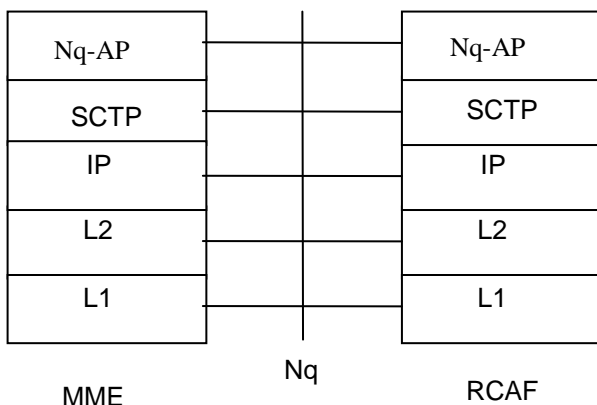 Nq-AP Nq-AP
SCTP SCTP
IP IP
L2 L2
L1 L1
Nq
MME RCAF